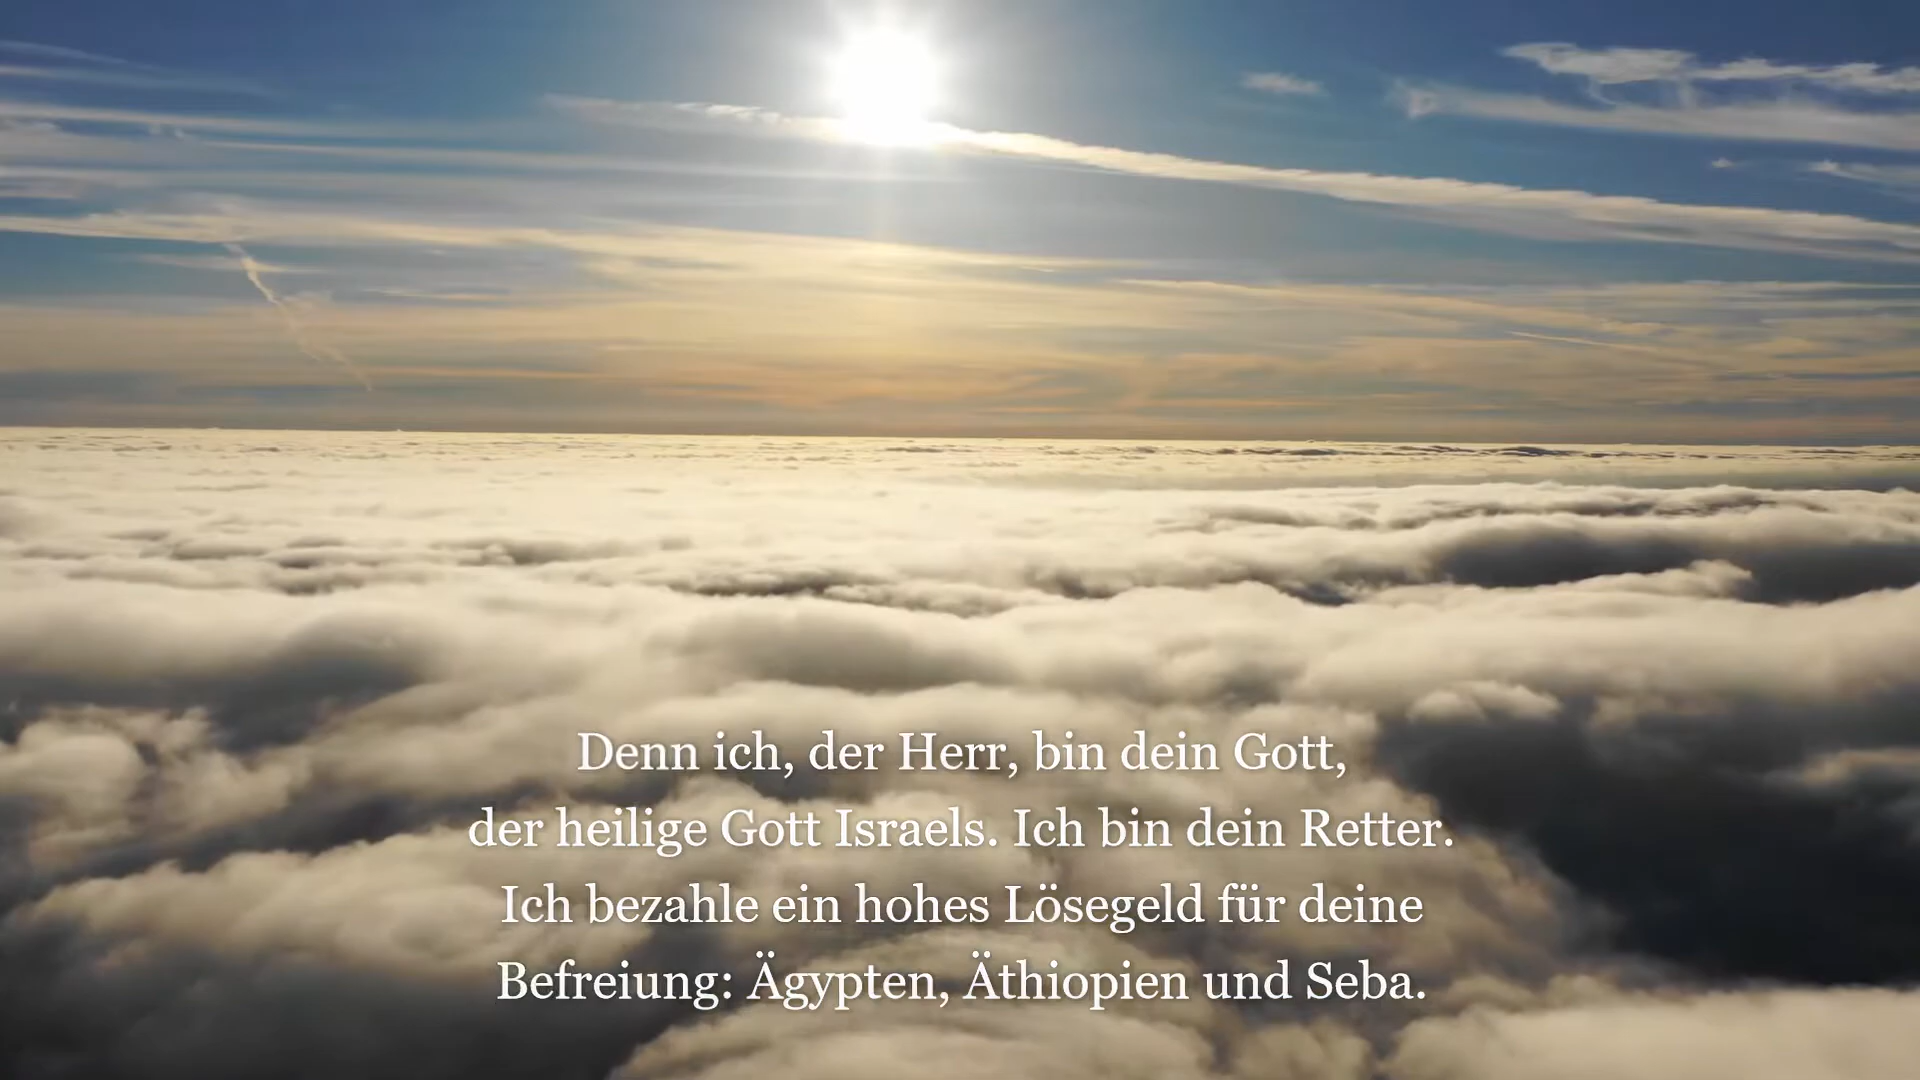 Denn ich, der Herr, bin dein Gott,
der heilige Gott Israels. Ich bin dein Retter.
Ich bezahle ein hohes Lösegeld für deine
Befreiung: Ägypten, Äthiopien und Seba.